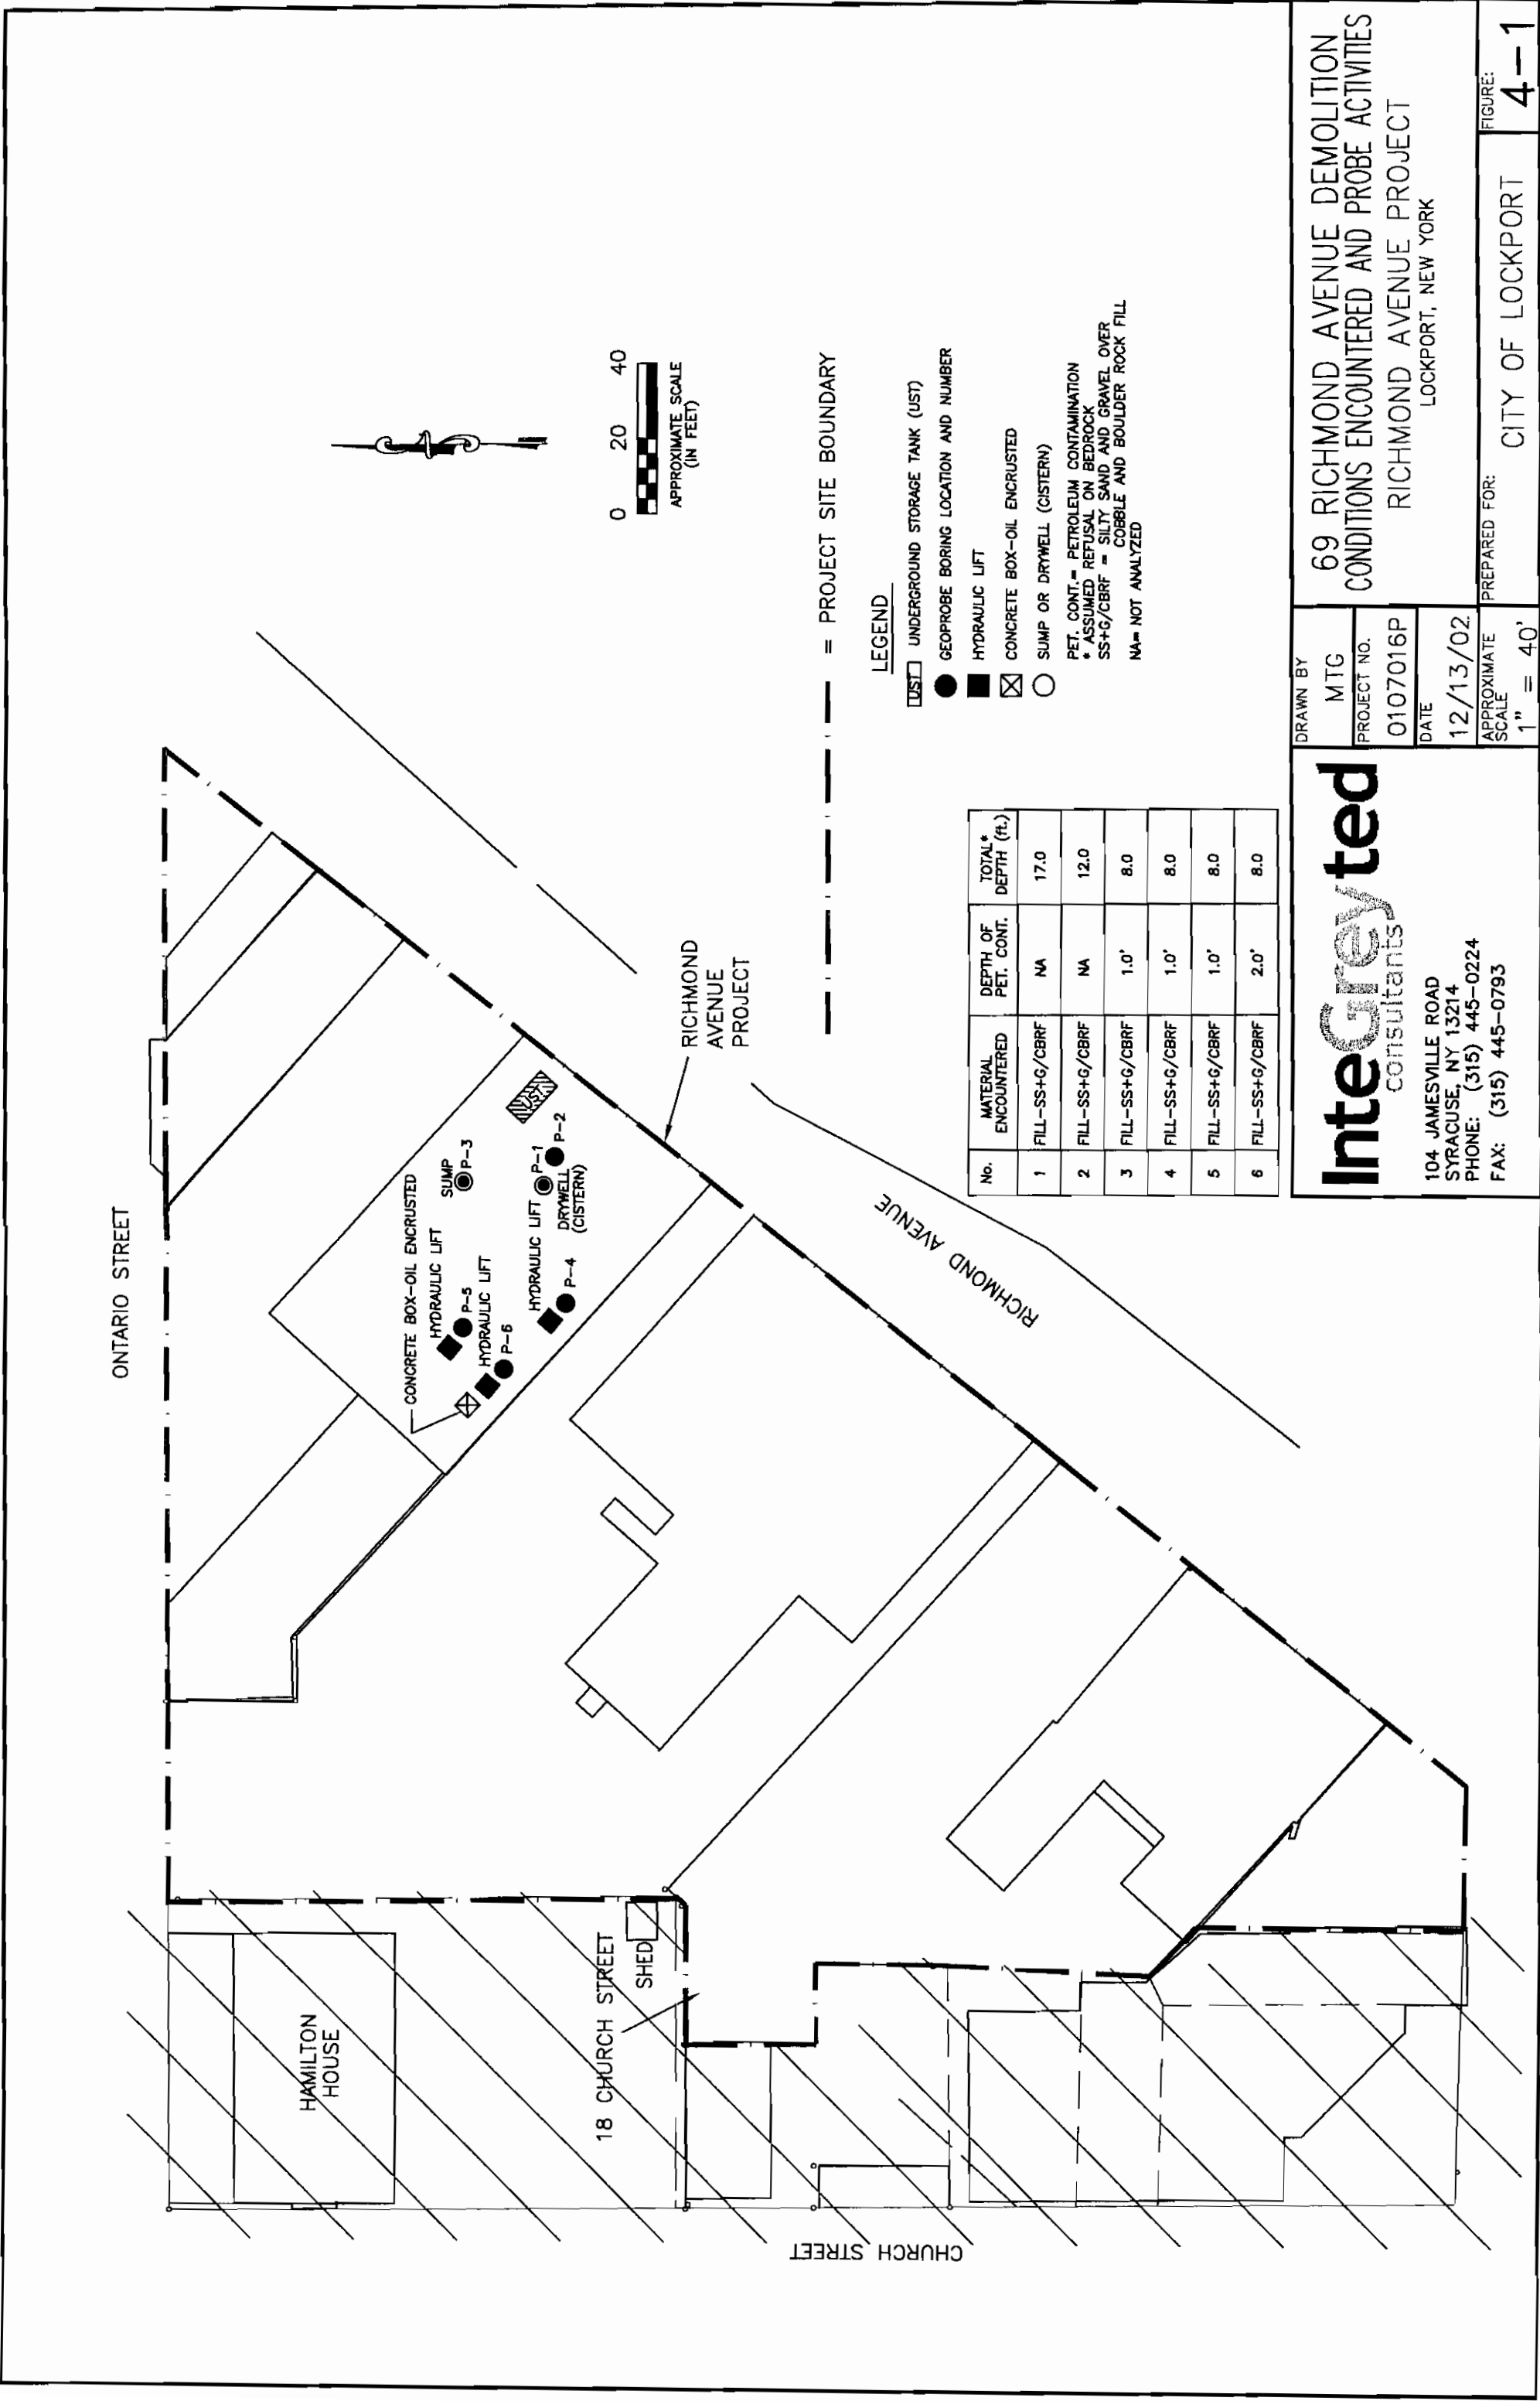 ONTARIO STREET
HAMILTON
HOUSE
18 CHURCH STREET
SHED
CHURCH STREET
CONCRETE BOX-OIL ENCRUSTED
HYDRAULIC LIFT
P-5
HYDRAULIC LIFT
P-6
SUMP
P-3
HYDRAULIC LIFT
P-4
P-1
P-2
DRYWELL
(CISTERN)
UST
RICHMOND
AVENUE
PROJECT
RICHMOND AVENUE
0 20 40
APPROXIMATE SCALE
(IN FEET)
= PROJECT SITE BOUNDARY
LEGEND
UST UNDERGROUND STORAGE TANK (UST)
GEOPROBE BORING LOCATION AND NUMBER
HYDRAULIC LIFT
CONCRETE BOX-OIL ENCRUSTED
SUMP OR DRYWELL (CISTERN)
PET. CONT.= PETROLEUM CONTAMINATION
* ASSUMED REFUSAL ON BEDROCK
SS+G/CBRF = SILTY SAND AND GRAVEL OVER
COBBLE AND BOULDER ROCK FILL
NA= NOT ANALYZED
No. MATERIAL ENCOUNTERED DEPTH OF PET. CONT. TOTAL* DEPTH (ft.)
1 FILL-SS+G/CBRF NA 17.0
2 FILL-SS+G/CBRF NA 12.0
3 FILL-SS+G/CBRF 1.0' 8.0
4 FILL-SS+G/CBRF 1.0' 8.0
5 FILL-SS+G/CBRF 1.0' 8.0
6 FILL-SS+G/CBRF 2.0' 8.0
InteGreyted
consultants
104 JAMESVILLE ROAD
SYRACUSE, NY 13214
PHONE: (315) 445-0224
FAX: (315) 445-0793
DRAWN BY
MTG
PROJECT NO.
0107016P
DATE
12/13/02
APPROXIMATE
SCALE
1" = 40'
69 RICHMOND AVENUE DEMOLITION
CONDITIONS ENCOUNTERED AND PROBE ACTIVITIES
RICHMOND AVENUE PROJECT
LOCKPORT, NEW YORK
PREPARED FOR:
CITY OF LOCKPORT
FIGURE:
4-1